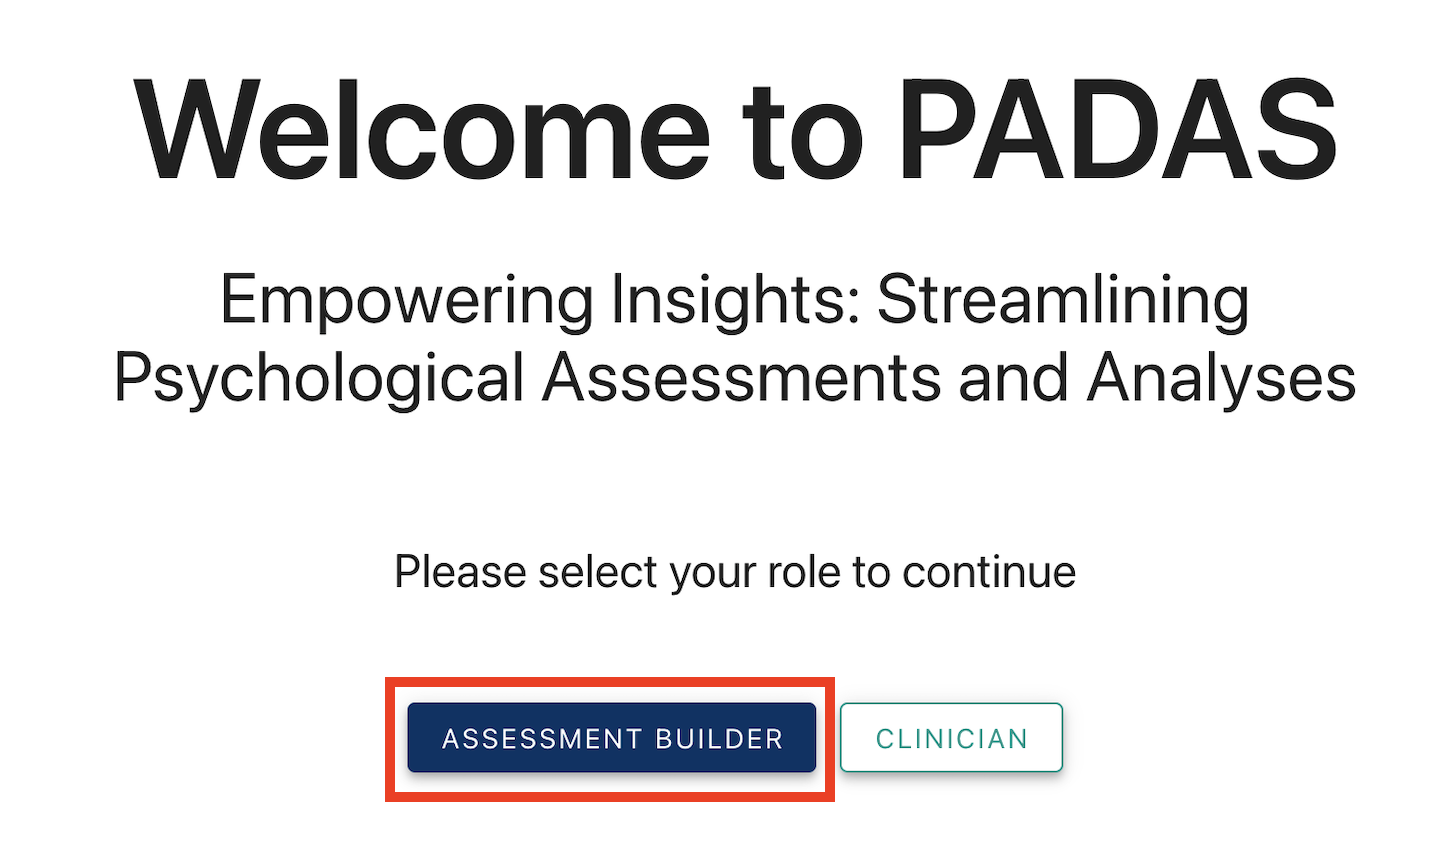 Welcome to PADAS
Empowering Insights: Streamlining
Psychological Assessments and Analyses
Please select your role to continue
ASSESSMENT BUILDER
CLINICIAN